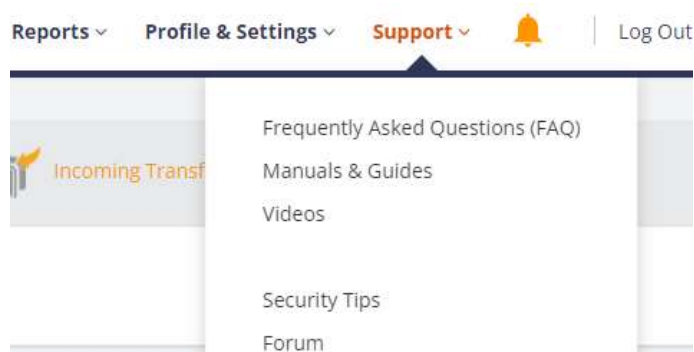 Reports Profile & Settings Support Log Out
Frequently Asked Questions (FAQ)
Incoming Transf
Manuals & Guides
Videos
Security Tips
Forum